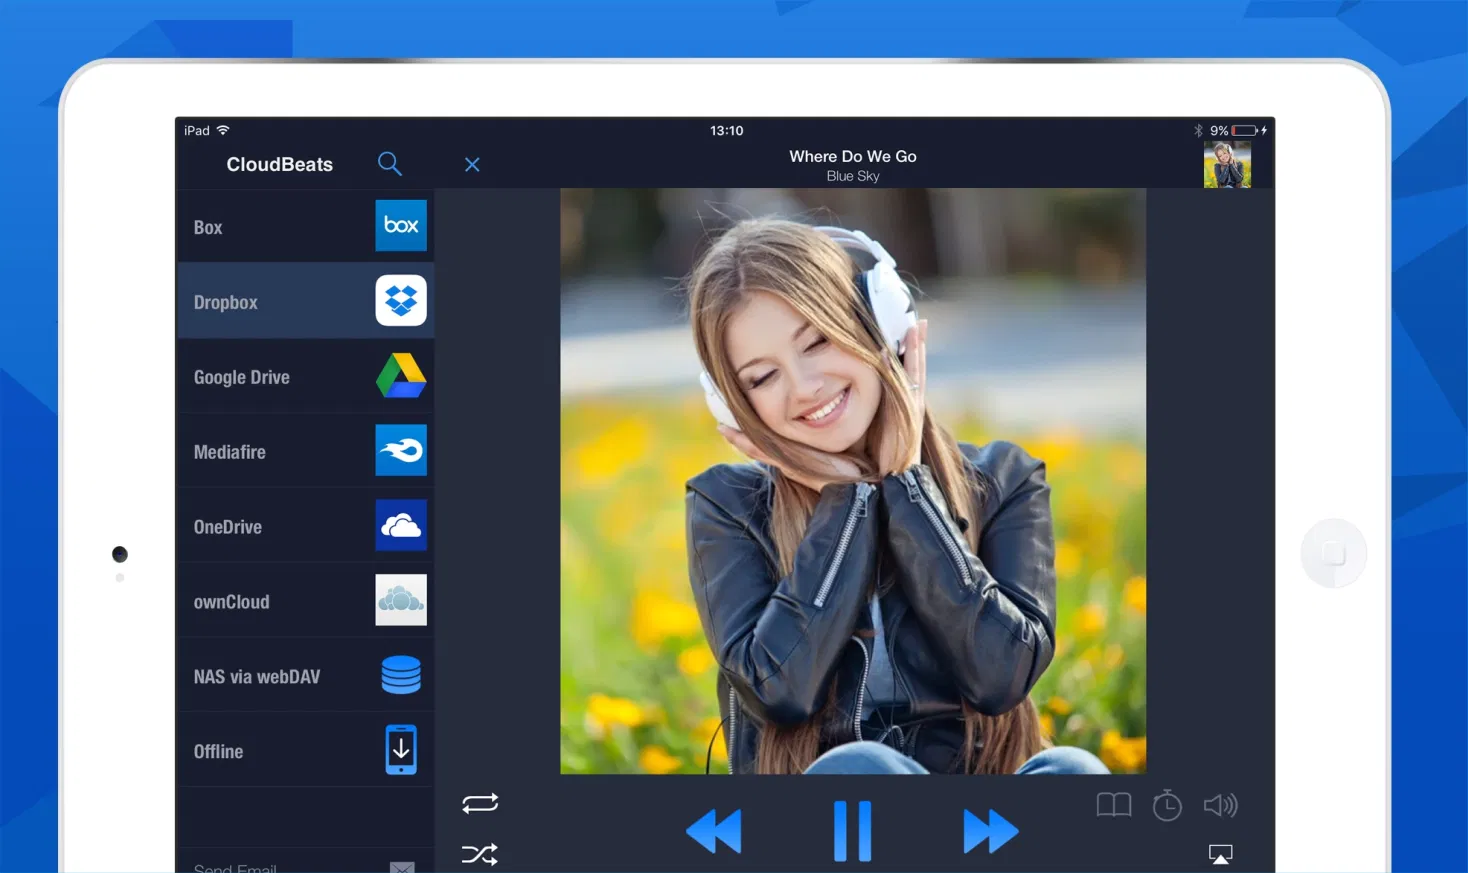 iPad
13:10
9%
CloudBeats
Where Do We Go
Blue Sky
Box
box
Dropbox
Google Drive
Mediafire
OneDrive
ownCloud
NAS via webDAV
Offline
Send Email